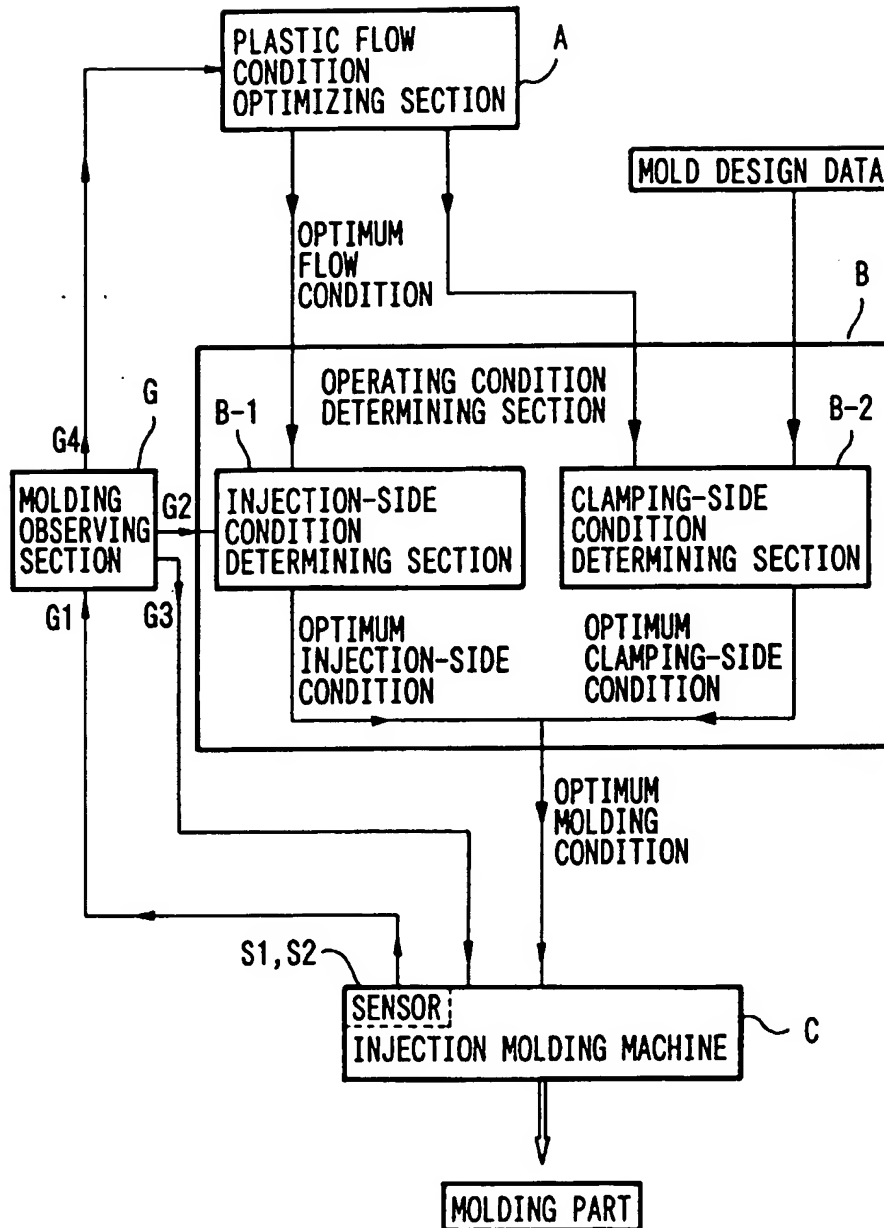 PLASTIC FLOW
CONDITION
OPTIMIZING SECTION
A
MOLD DESIGN DATA
OPTIMUM
FLOW
CONDITION
B
OPERATING CONDITION
DETERMINING SECTION
B-1
B-2
G
G4
MOLDING
OBSERVING
SECTION
G2
G3
G1
INJECTION-SIDE
CONDITION
DETERMINING SECTION
CLAMPING-SIDE
CONDITION
DETERMINING SECTION
OPTIMUM
INJECTION-SIDE
CONDITION
OPTIMUM
CLAMPING-SIDE
CONDITION
OPTIMUM
MOLDING
CONDITION
S1,S2
SENSOR
INJECTION MOLDING MACHINE
C
MOLDING PART